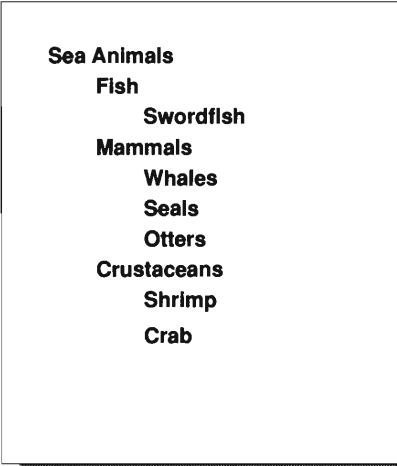 Sea Animals
Fish
Swordfish
Mammals
Whales
Seals
Otters
Crustaceans
Shrimp
Crab